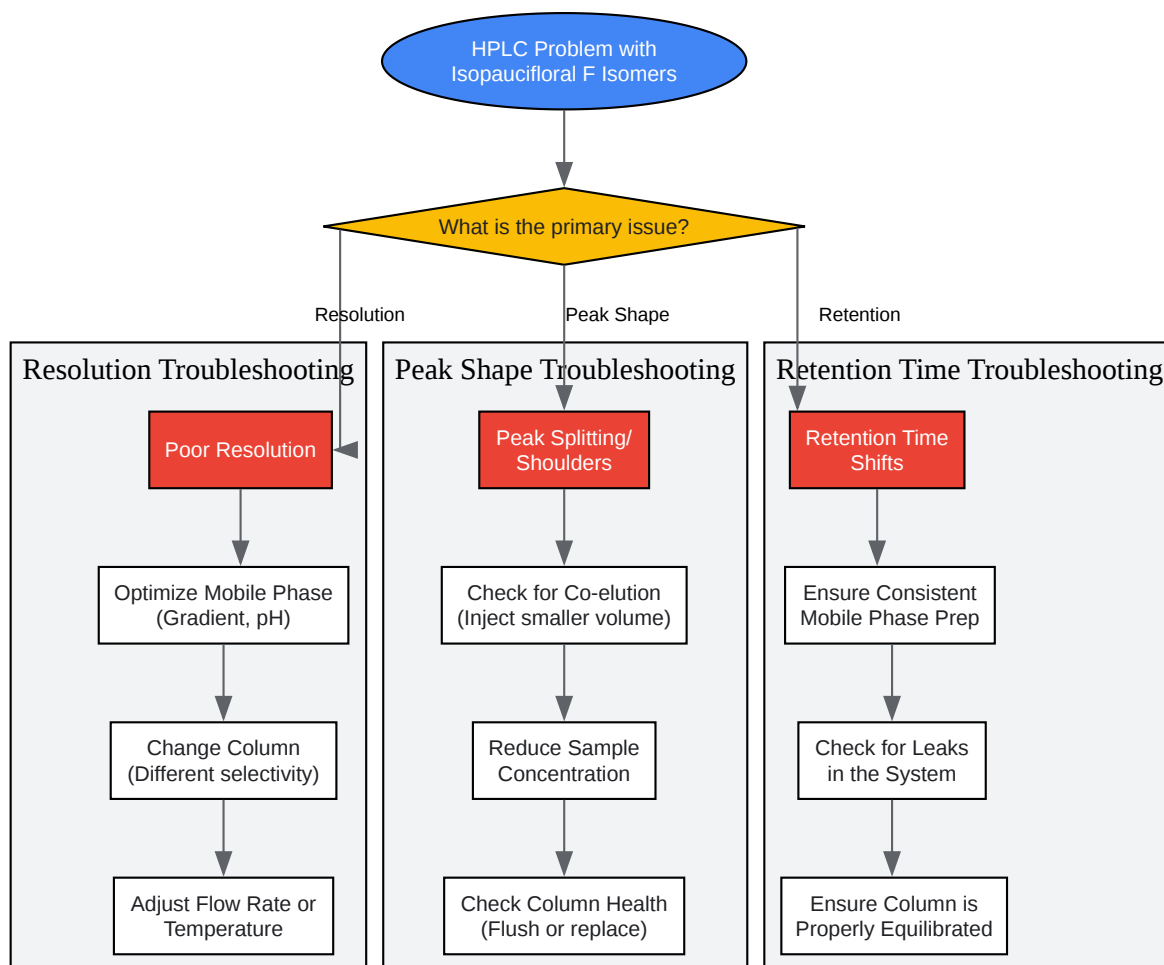 HPLC Problem with
Isopaucifloral F Isomers
What is the primary issue?
Resolution
Peak Shape
Retention
Resolution Troubleshooting
Peak Shape Troubleshooting
Retention Time Troubleshooting
Poor Resolution
Peak Splitting/
Shoulders
Retention Time
Shifts
Optimize Mobile Phase
(Gradient, pH)
Check for Co-elution
(Inject smaller volume)
Ensure Consistent
Mobile Phase Prep
Change Column
(Different selectivity)
Reduce Sample
Concentration
Check for Leaks
in the System
Adjust Flow Rate or
Temperature
Check Column Health
(Flush or replace)
Ensure Column is
Properly Equilibrated